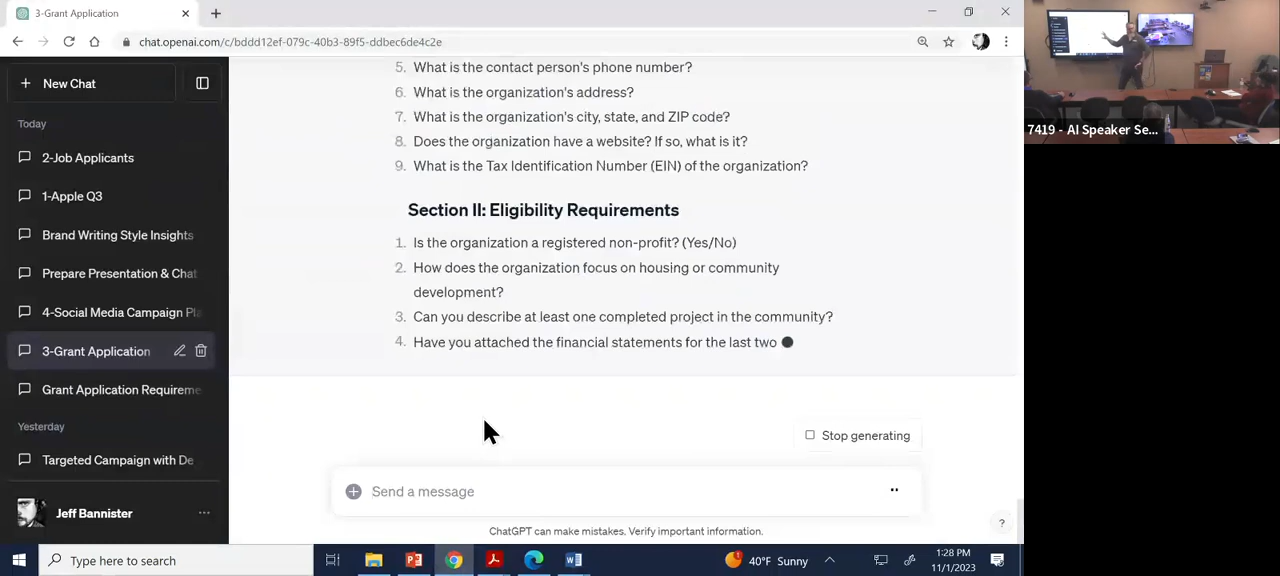 3-Grant Application
chat.openai.com/c/bddd12ef-079c-40b3-89f5-ddbec6de4c2e
New Chat
Today
2-Job Applicants
1-Apple Q3
Brand Writing Style Insights
Prepare Presentation & Chat
4-Social Media Campaign Pl
3-Grant Application
Grant Application Requireme
Yesterday
Targeted Campaign with De
Jeff Bannister
5. What is the contact person's phone number?
6. What is the organization's address?
7. What is the organization's city, state, and ZIP code?
8. Does the organization have a website? If so, what is it?
9. What is the Tax Identification Number (EIN) of the organization?
Section II: Eligibility Requirements
1. Is the organization a registered non-profit? (Yes/No)
2. How does the organization focus on housing or community
development?
3. Can you describe at least one completed project in the community?
4. Have you attached the financial statements for the last two
Stop generating
Send a message
ChatGPT can make mistakes. Verify important information.
?
7419 - AI Speaker Se...
Type here to search
40°F Sunny
1:28 PM
11/1/2023